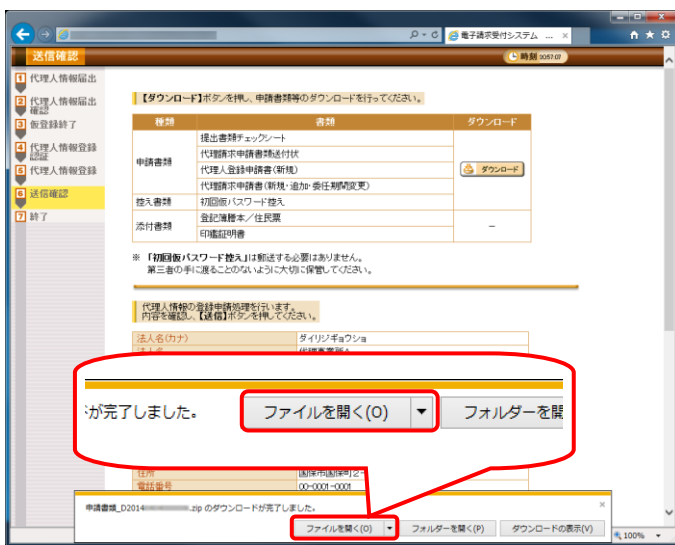 電子請求受付システム ...
送信確認
時刻
1 代理人情報届出
2 代理人情報届出
確認
3 仮登録終了
4 代理人情報登録
認証
5 代理人情報登録
6 送信確認
7 終了
【ダウンロード】ボタンを押し、申請書類等のダウンロードを行ってください。
種類 書類 ダウンロード
申請書類
提出書類チェックシート
代理請求申請書類送付状
代理人登録申請書(新規)
代理請求申請書(新規・追加・委任期間変更)
ダウンロード
控え書類 初回仮パスワード控え
添付書類
登記簿謄本/住民票
印鑑証明書
－
※ 「初回仮パスワード控え」は郵送する必要はありません。
第三者の手に渡ることのないように大切に保管してください。
代理人情報の登録申請処理を行います。
内容を確認し、【送信】ボタンを押してください。
法人名(カナ) ダイリジギョウショ
が完了しました。 ファイルを開く(O) ▼ フォルダーを開
住所
電話番号 00-0001-0001
申請書類_D2014 .zip のダウンロードが完了しました。
ファイルを開く(O) ▼ フォルダーを開く(P) ダウンロードの表示(V)
100%